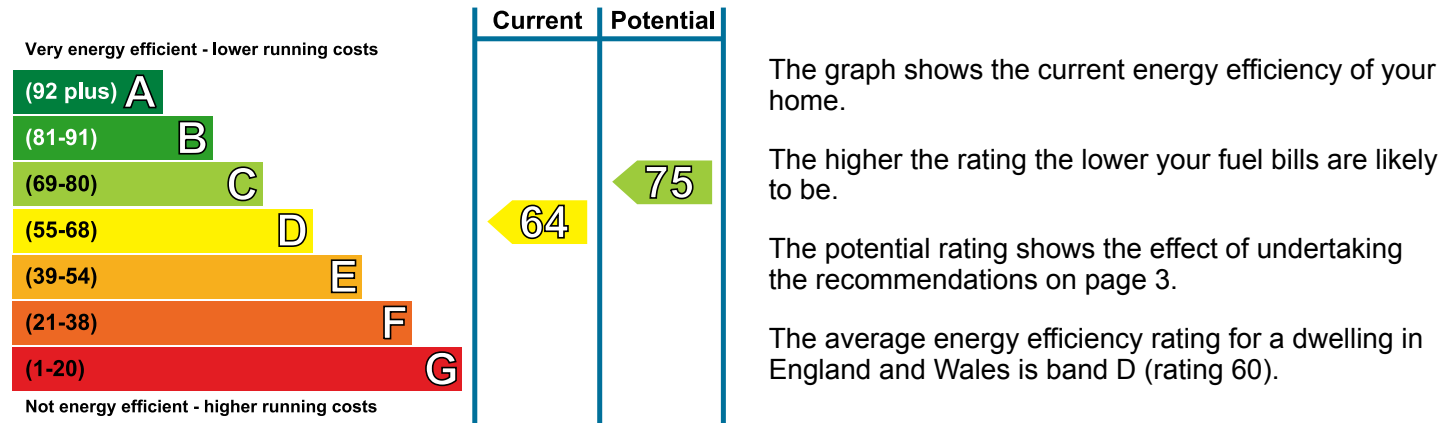 Current Potential
Very energy efficient - lower running costs
(92 plus) A
(81-91) B
(69-80) C
(55-68) D
(39-54) E
(21-38) F
(1-20) G
Not energy efficient - higher running costs
64
75
The graph shows the current energy efficiency of your
home.
The higher the rating the lower your fuel bills are likely
to be.
The potential rating shows the effect of undertaking
the recommendations on page 3.
The average energy efficiency rating for a dwelling in
England and Wales is band D (rating 60).